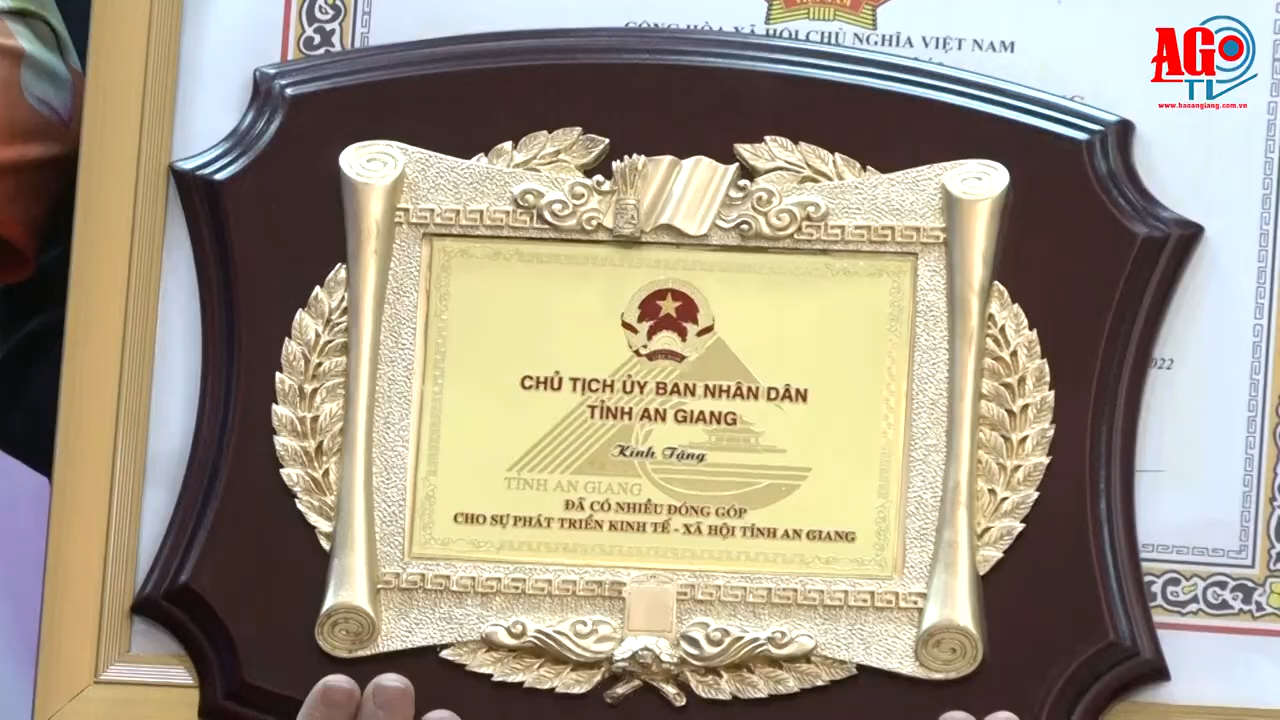 CỘNG HÒA XÃ HỘI CHỦ NGHĨA VIỆT NAM
AG
TV
www.baoangiang.com.vn
CHỦ TỊCH ỦY BAN NHÂN DÂN
TỈNH AN GIANG
Kính Tặng
TỈNH AN GIANG
ĐÃ CÓ NHIỀU ĐÓNG GÓP
CHO SỰ PHÁT TRIỂN KINH TẾ - XÃ HỘI TỈNH AN GIANG
2022